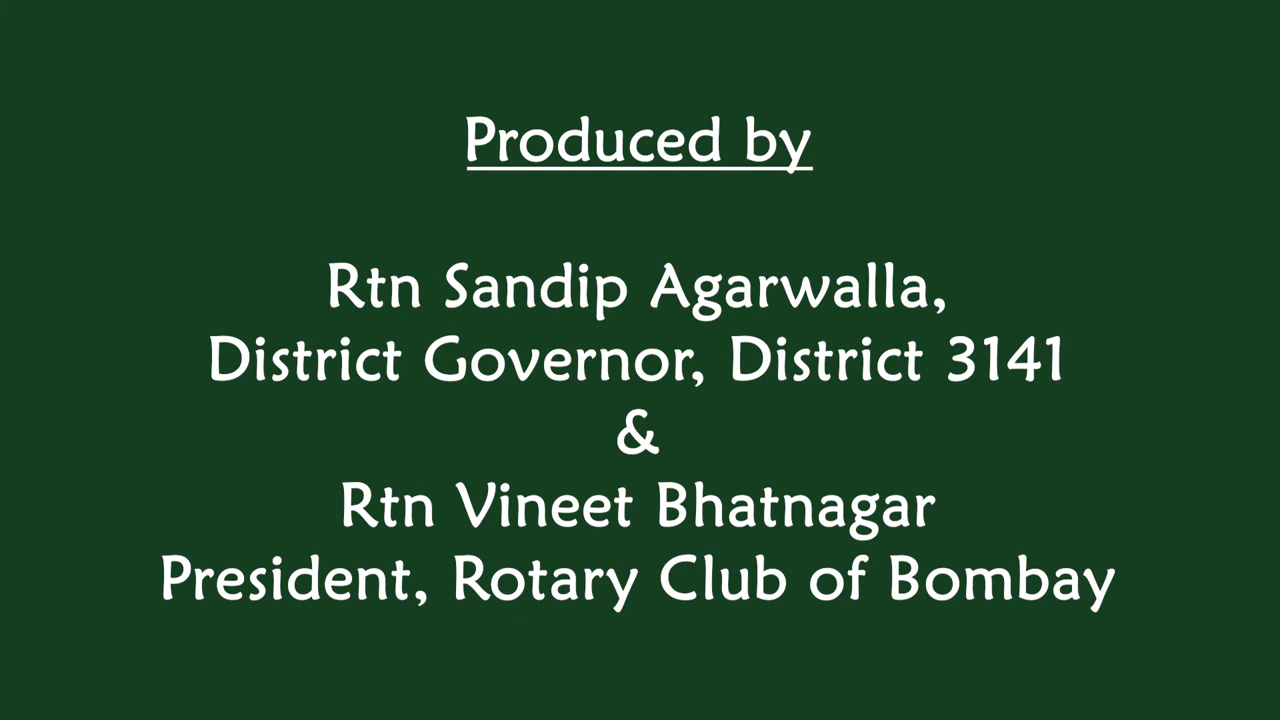 Produced by
Rtn Sandip Agarwalla,
District Governor, District 3141
&
Rtn Vineet Bhatnagar
President, Rotary Club of Bombay